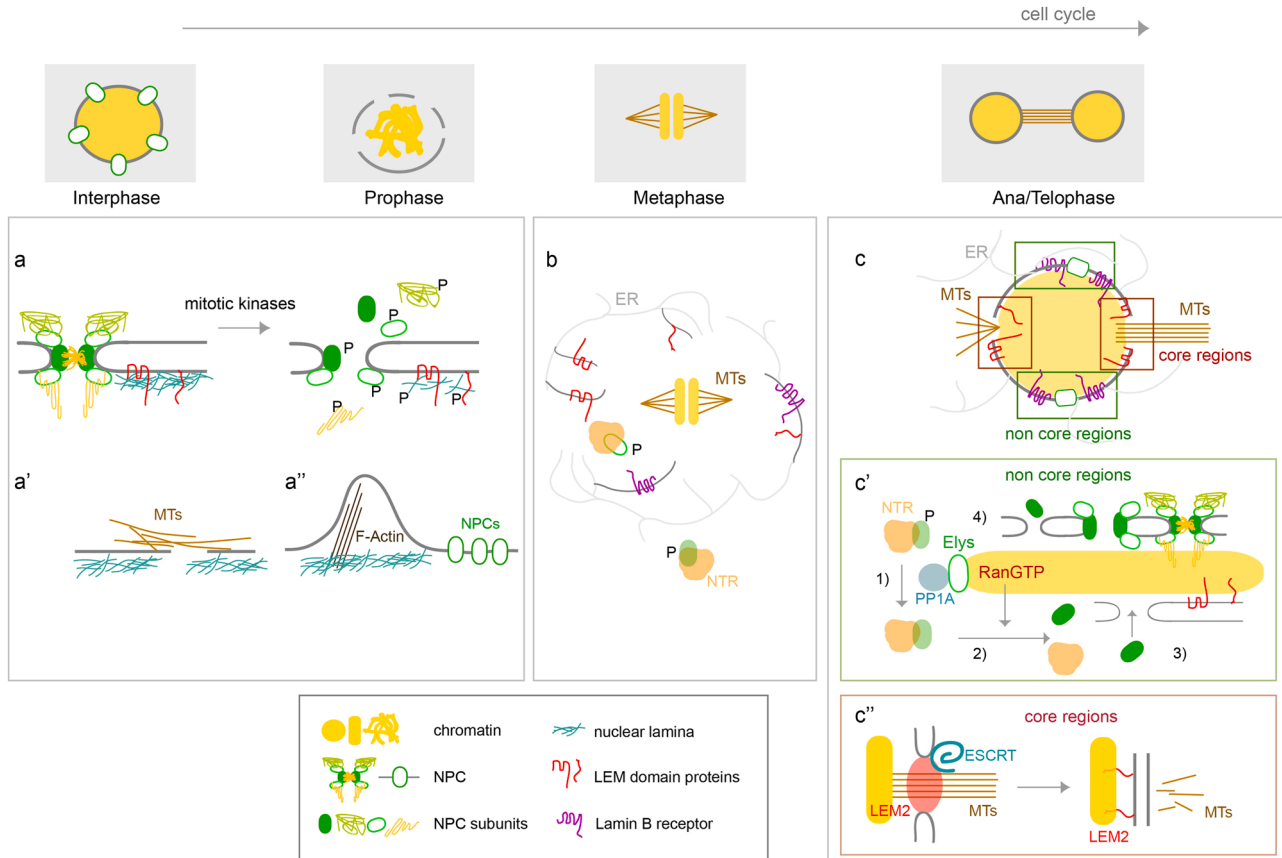 cell cycle
Interphase
Prophase
Metaphase
Ana/Telophase
a
mitotic kinases
P
P
P
P
P
P
P
a'
MTs
a''
F-Actin
NPCs
b
ER
MTs
P
P
NTR
c
ER
MTs
MTs
core regions
non core regions
c'
non core regions
NTR
P
4)
Elys
1)
RanGTP
PP1A
2)
3)
c''
core regions
ESCRT
LEM2
MTs
MTs
LEM2
chromatin
nuclear lamina
NPC
LEM domain proteins
NPC subunits
Lamin B receptor